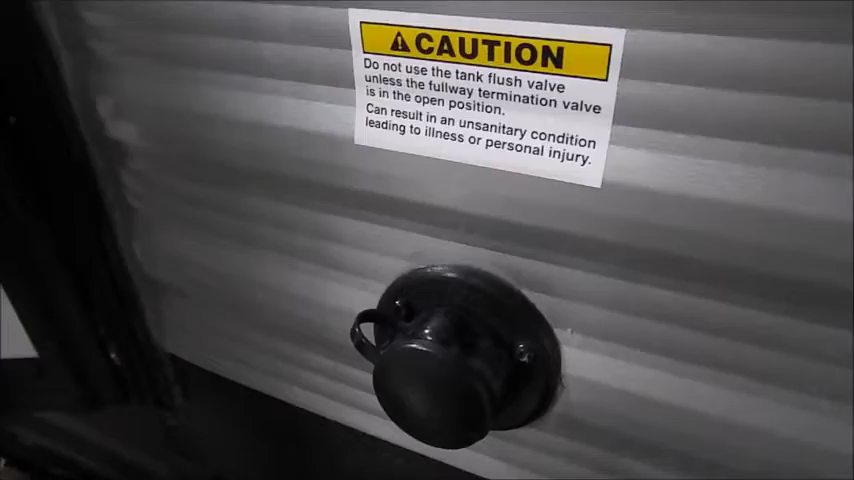 CAUTION
Do not use the tank flush valve
unless the fullway termination valve
is in the open position.
Can result in an unsanitary condition
leading to illness or personal injury.